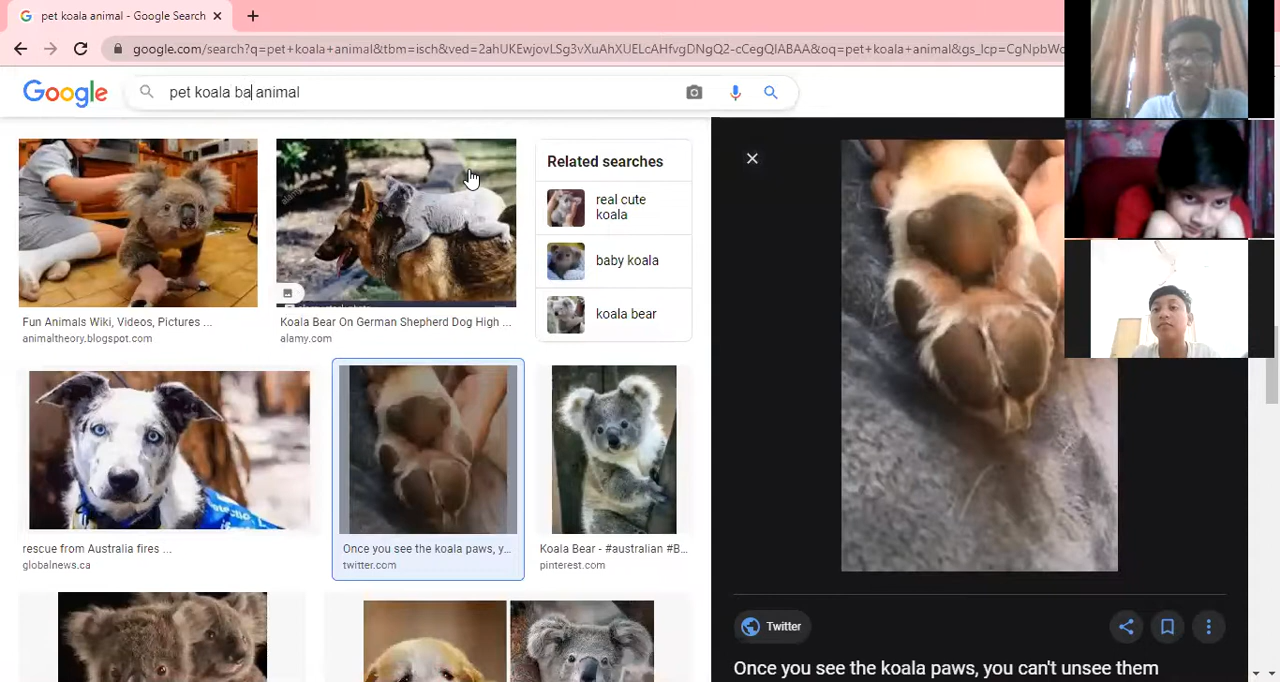 pet koala animal - Google Search
google.com/search?q=pet+koala+animal&tbm=isch&ved=2ahUKEwjovLSg3vXuAhXUELcAHfvgDNgQ2-cCegQIABAA&oq=pet+koala+animal&gs_lcp=CgNpbWc
Google
pet koala ba animal
Related searches
real cute
koala
baby koala
koala bear
alamy
Fun Animals Wiki, Videos, Pictures ...
animaltheory.blogspot.com
Koala Bear On German Shepherd Dog High ...
alamy.com
rescue from Australia fires ...
globalnews.ca
Once you see the koala paws, y...
twitter.com
Koala Bear - #australian #B...
pinterest.com
Twitter
Once you see the koala paws, you can't unsee them